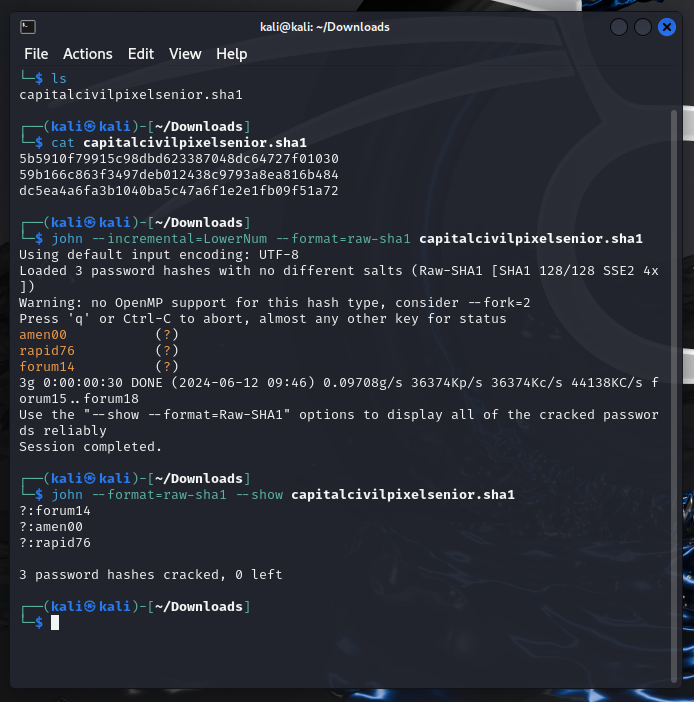 kali@kali: ~/Downloads
File Actions Edit View Help
└─$ ls
capitalcivilpixelsenior.sha1
┌──(kali㉿kali)-[~/Downloads]
└─$ cat capitalcivilpixelsenior.sha1
5b5910f79915c98dbd623387048dc64727f01030
59b166c863f3497deb012438c9793a8ea816b484
dc5ea4a6fa3b1040ba5c47a6f1e2e1fb09f51a72
┌──(kali㉿kali)-[~/Downloads]
└─$ john --incremental=LowerNum --format=raw-sha1 capitalcivilpixelsenior.sha1
Using default input encoding: UTF-8
Loaded 3 password hashes with no different salts (Raw-SHA1 [SHA1 128/128 SSE2 4x
])
Warning: no OpenMP support for this hash type, consider --fork=2
Press 'q' or Ctrl-C to abort, almost any other key for status
amen00 (?)
rapid76 (?)
forum14 (?)
3g 0:00:00:30 DONE (2024-06-12 09:46) 0.09708g/s 36374Kp/s 36374Kc/s 44138KC/s f
orum15..forum18
Use the "--show --format=Raw-SHA1" options to display all of the cracked passwor
ds reliably
Session completed.
┌──(kali㉿kali)-[~/Downloads]
└─$ john --format=raw-sha1 --show capitalcivilpixelsenior.sha1
?:forum14
?:amen00
?:rapid76
3 password hashes cracked, 0 left
┌──(kali㉿kali)-[~/Downloads]
└─$